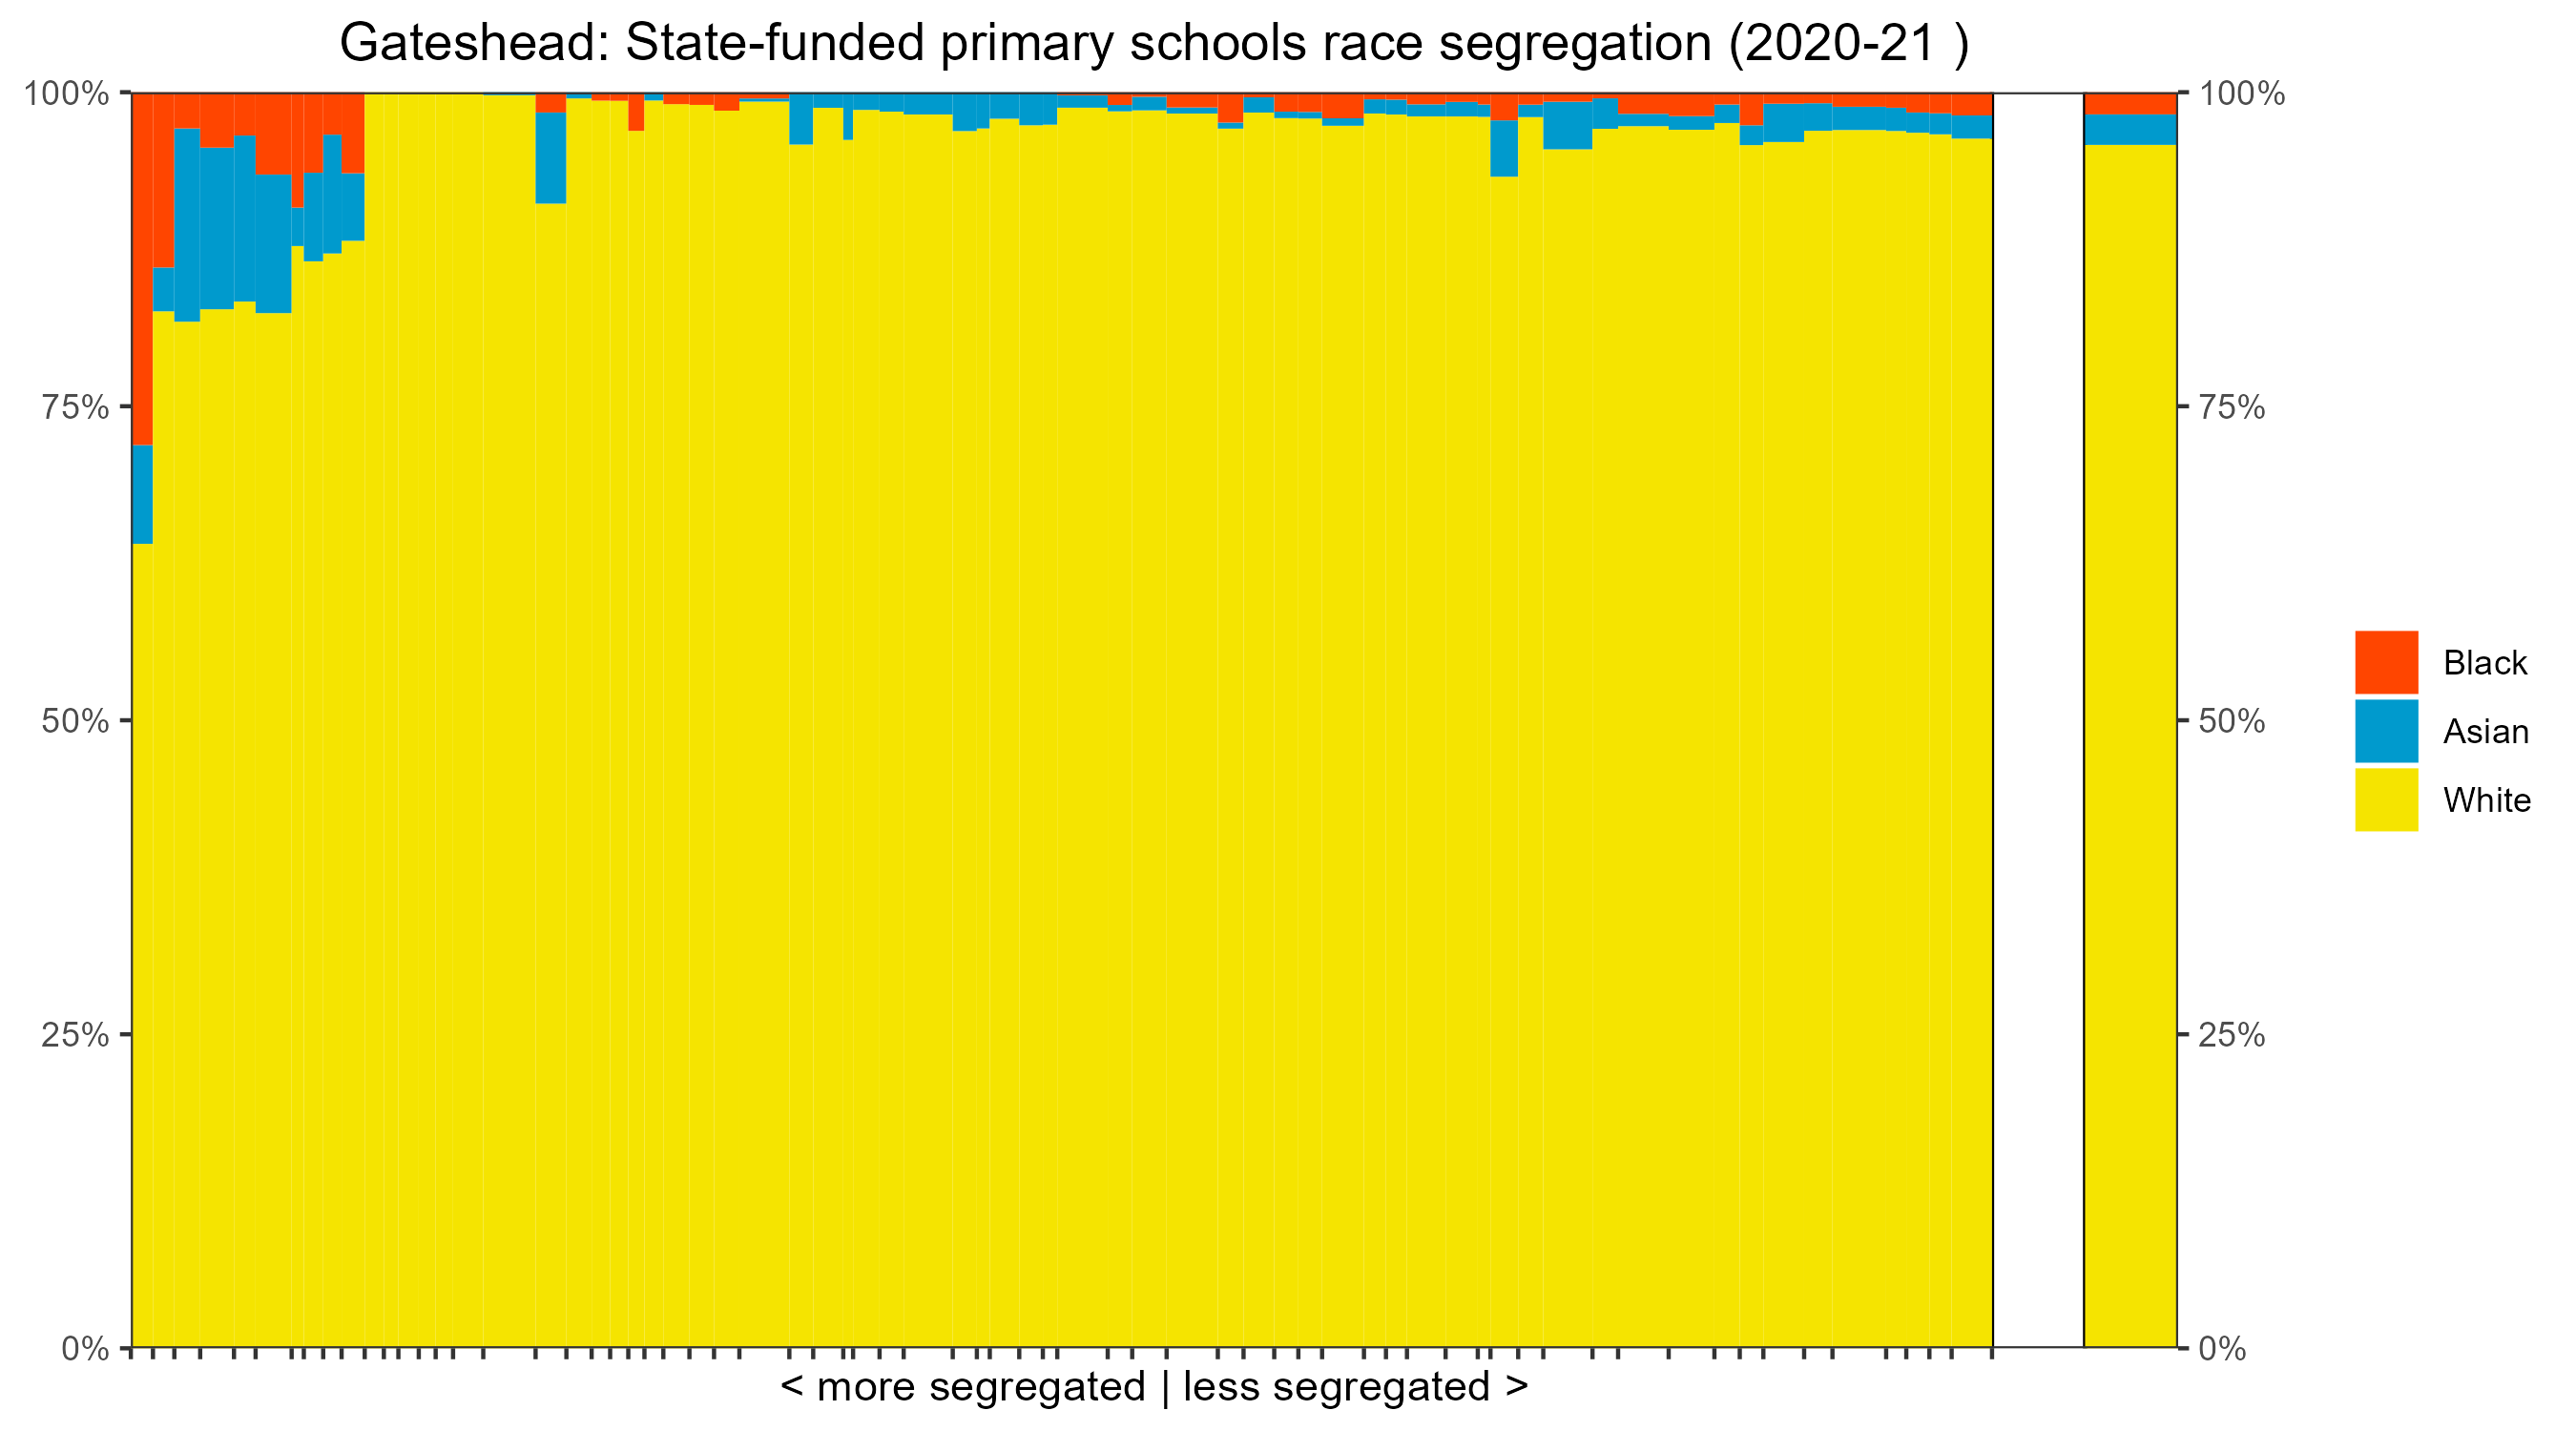 Gateshead: State-funded primary schools race segregation (2020-21 )
100%
75%
50%
25%
0%
100%
75%
50%
25%
0%
Black
Asian
White
< more segregated | less segregated >